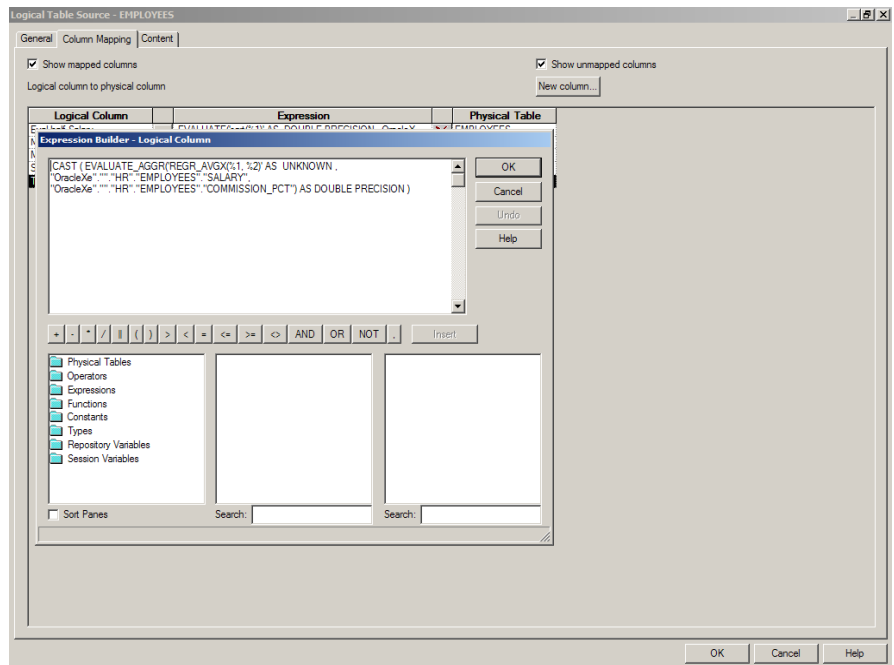 Logical Table Source - EMPLOYEES
General Column Mapping Content
Show mapped columns Show unmapped columns
Logical column to physical column New column...
Logical Column Expression Physical Table
EMPLOYEES
Expression Builder - Logical Column
CAST ( EVALUATE_AGGR('REGR_AVGX(%1, %2)' AS UNKNOWN ,
"OracleXe".""."HR"."EMPLOYEES"."SALARY",
"OracleXe".""."HR"."EMPLOYEES"."COMMISSION_PCT") AS DOUBLE PRECISION )
OK
Cancel
Undo
Help
+ - * / || ( ) > < = <= >= <> AND OR NOT , Insert
Physical Tables
Operators
Expressions
Functions
Constants
Types
Repository Variables
Session Variables
Sort Panes Search: Search:
OK Cancel Help